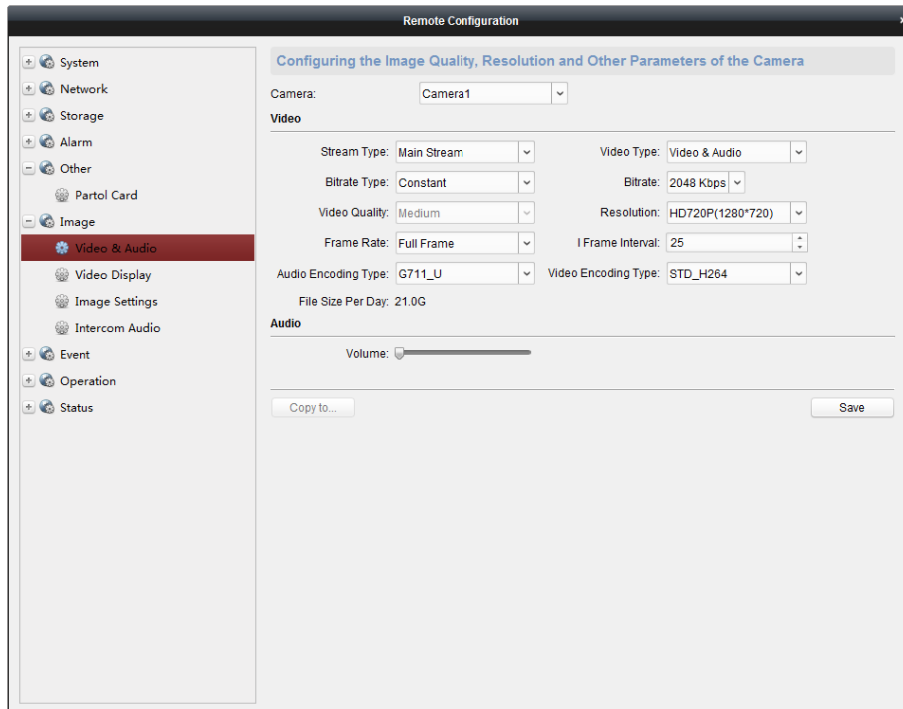 Remote Configuration
System
Network
Storage
Alarm
Other
Partol Card
Image
Video & Audio
Video Display
Image Settings
Intercom Audio
Event
Operation
Status
Configuring the Image Quality, Resolution and Other Parameters of the Camera
Camera: Camera1
Video
Stream Type: Main Stream Video Type: Video & Audio
Bitrate Type: Constant Bitrate: 2048 Kbps
Video Quality: Medium Resolution: HD720P(1280*720)
Frame Rate: Full Frame I Frame Interval: 25
Audio Encoding Type: G711_U Video Encoding Type: STD_H264
File Size Per Day: 21.0G
Audio
Volume:
Copy to... Save